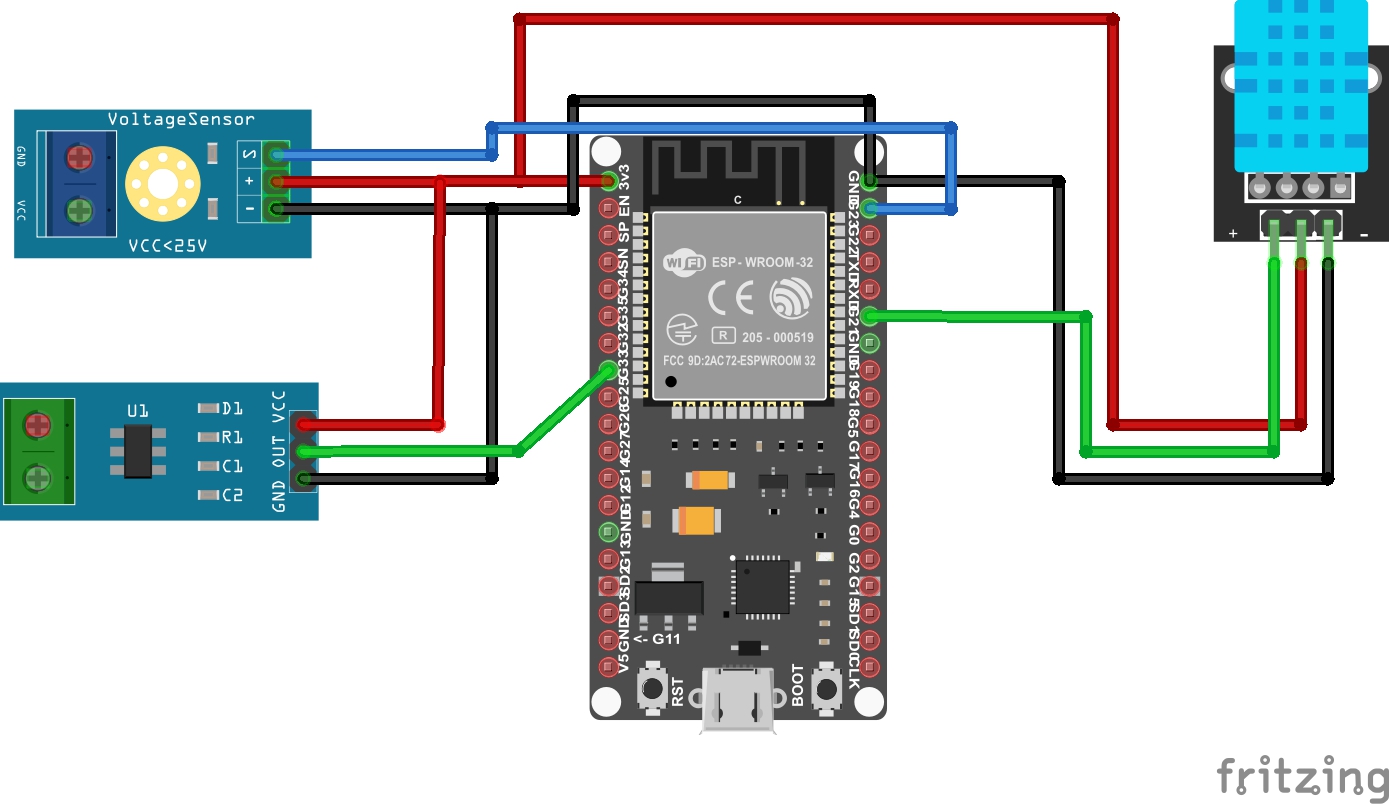 VoltageSensor
GND
VCC
S
+
-
VCC<25V
U1
D1
R1
C1
C2
VCC
OUT
GND
3V3
EN
SP
SN
G34
G35
G32
G33
G25
G26
G27
G14
G12
GND
G13
SD2
SD3
GND
V5
C
WiFi
ESP-WROOM-32
CE
R
205-000519
FCC 9D:2AC72-ESPWROOM 32
<- G11
RST
BOOT
GND
G23
G22
TXD
RXD
G21
GND
G19
G18
G5
G17
G16
G4
G0
G2
G15
SD1
SD0
CLK
+
-
fritzing